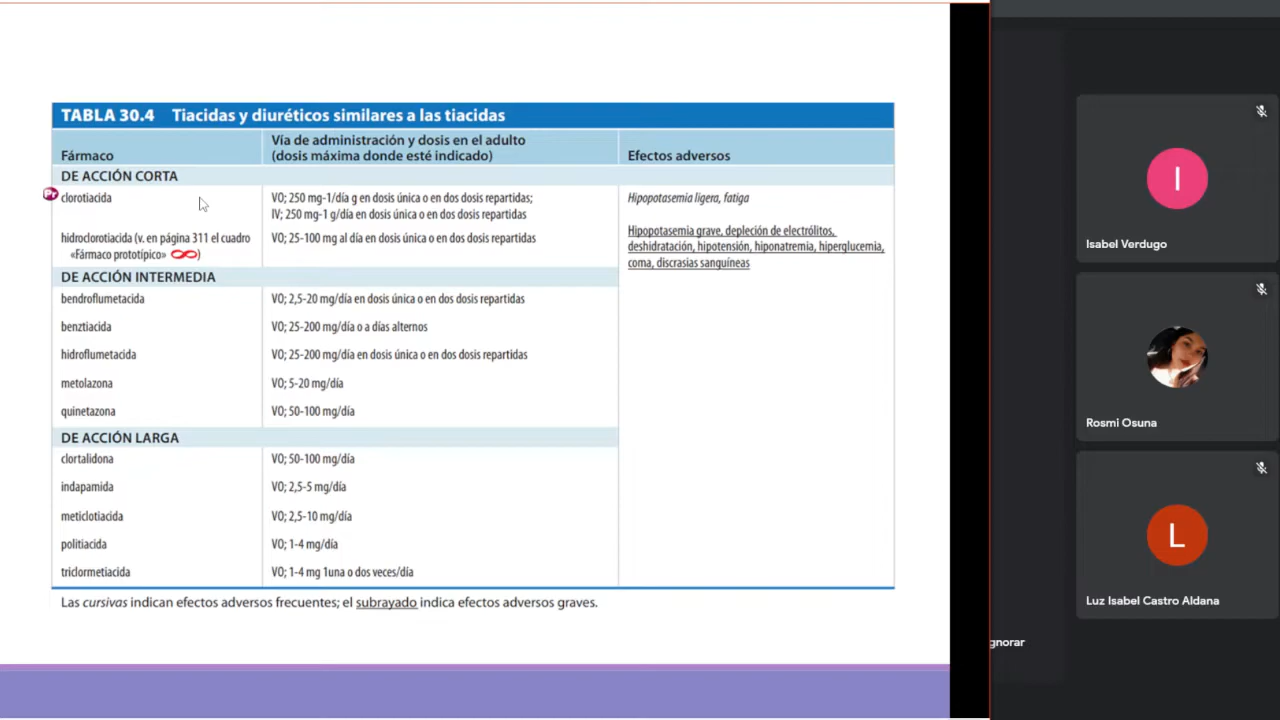 TABLA 30.4 Tiacidas y diuréticos similares a las tiacidas
Fármaco
Vía de administración y dosis en el adulto
(dosis máxima donde esté indicado)
Efectos adversos
DE ACCIÓN CORTA
Pr
clorotiacida
VO; 250 mg-1/día g en dosis única o en dos dosis repartidas;
IV; 250 mg-1 g/día en dosis única o en dos dosis repartidas
Hipopotasemia ligera, fatiga
Hipopotasemia grave, depleción de electrólitos,
deshidratación, hipotensión, hiponatremia, hiperglucemia,
coma, discrasias sanguíneas
hidroclorotiacida (v. en página 311 el cuadro
«Fármaco prototípico» )
VO; 25-100 mg al día en dosis única o en dosis repartidas
DE ACCIÓN INTERMEDIA
bendroflumetacida
VO; 2,5-20 mg/día en dosis única o en dos dosis repartidas
benztiacida
VO; 25-200 mg/día o a días alternos
hidroflumetacida
VO; 25-200 mg/día en dosis única o en dos dosis repartidas
metolazona
VO; 5-20 mg/día
quinetazona
VO; 50-100 mg/día
DE ACCIÓN LARGA
clortalidona
VO; 50-100 mg/día
indapamida
VO; 2,5-5 mg/día
meticlotiacida
VO; 2,5-10 mg/día
politiacida
VO; 1-4 mg/día
triclormetiacida
VO; 1-4 mg 1una o dos veces/día
Las cursivas indican efectos adversos frecuentes; el subrayado indica efectos adversos graves.
I
Isabel Verdugo
Rosmi Osuna
L
Luz Isabel Castro Aldana
gnorar